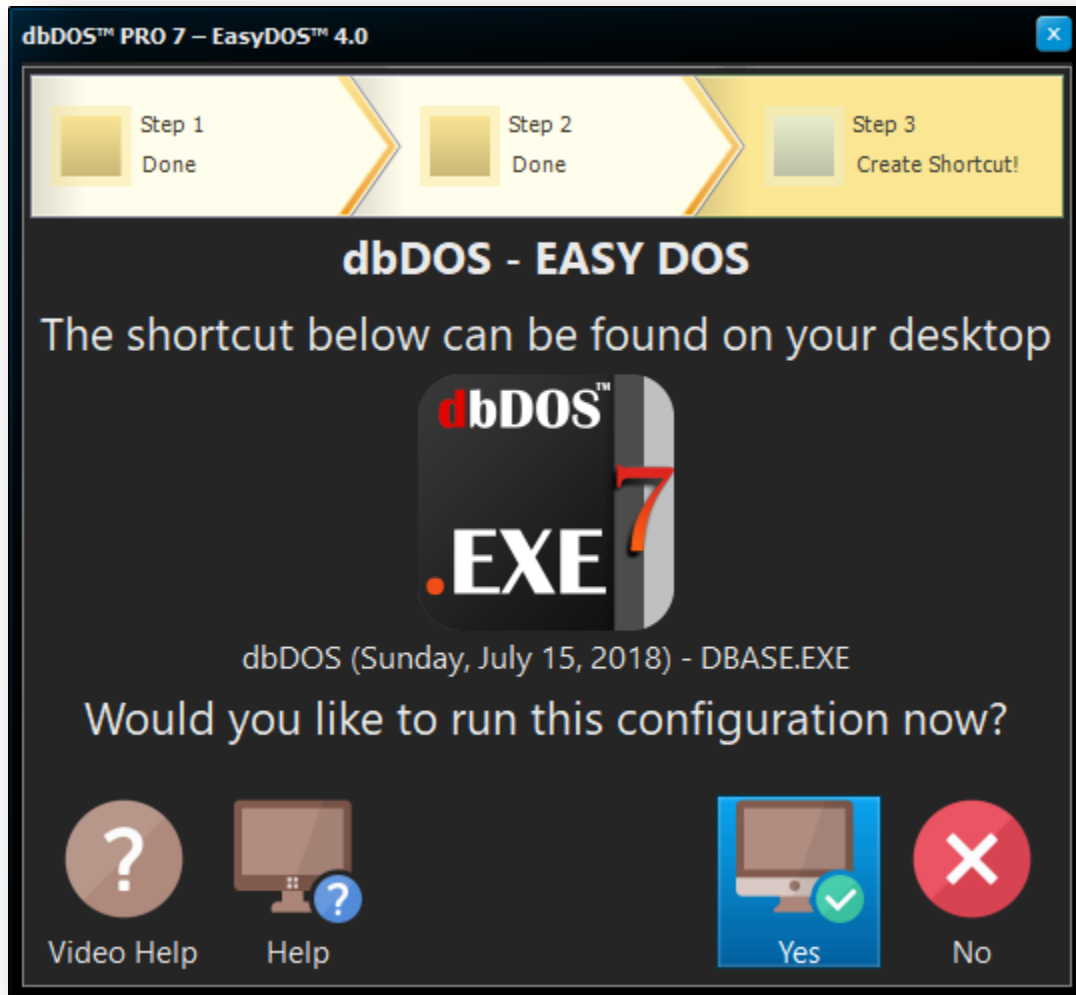 dbDOS™ PRO 7 – EasyDOS™ 4.0
Step 1
Done
Step 2
Done
Step 3
Create Shortcut!
dbDOS - EASY DOS
The shortcut below can be found on your desktop
dbDOS™
7
.EXE
dbDOS (Sunday, July 15, 2018) - DBASE.EXE
Would you like to run this configuration now?
?
?
Video Help
Help
Yes
No